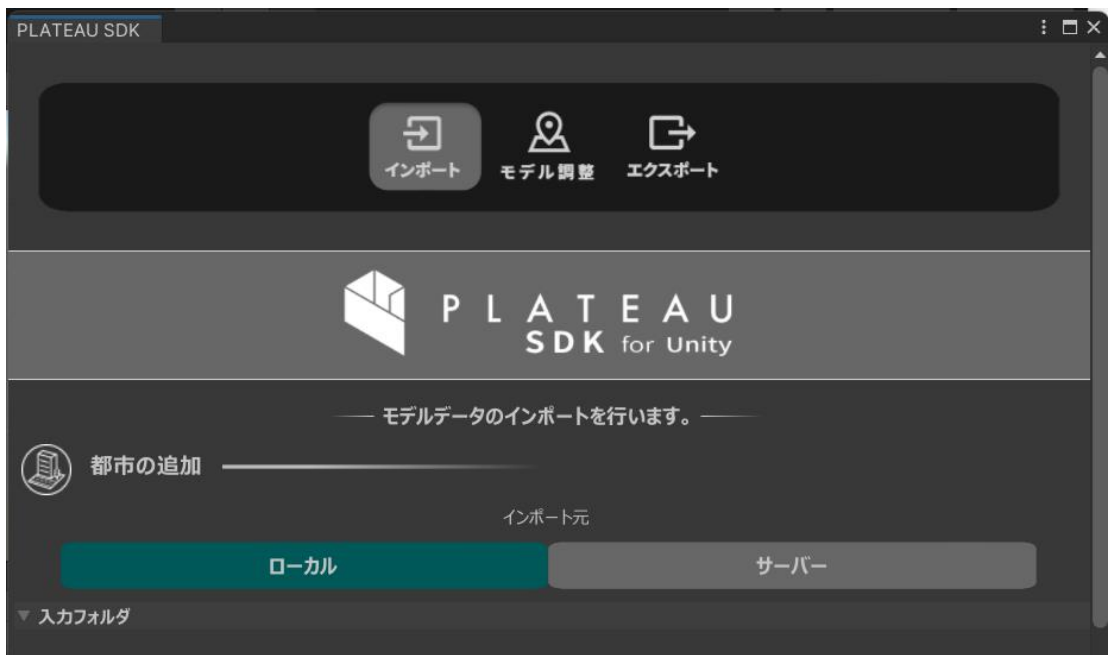 PLATEAU SDK
インポート
モデル調整
エクスポート
PLATEAU
SDK for Unity
モデルデータのインポートを行います。
都市の追加
インポート元
ローカル
サーバー
入力フォルダ